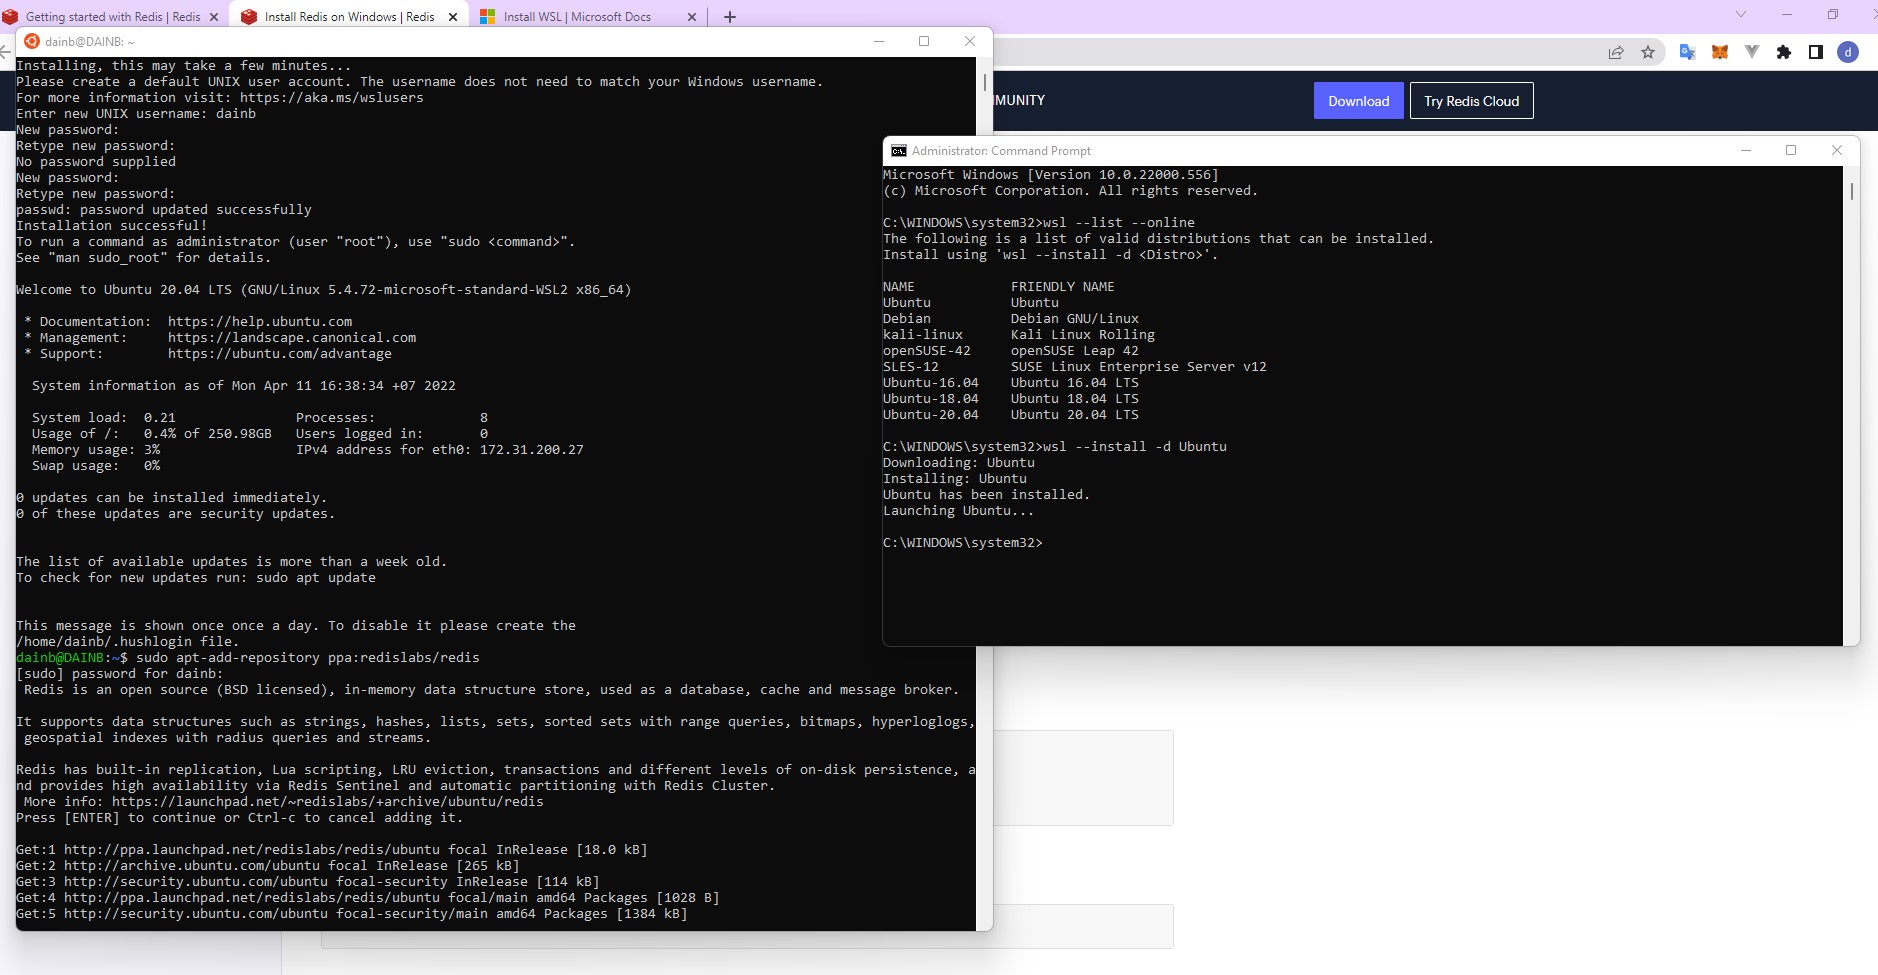 Getting started with Redis | Redis
Install Redis on Windows | Redis
Install WSL | Microsoft Docs
dainb@DAINB: ~
Installing, this may take a few minutes...
Please create a default UNIX user account. The username does not need to match your Windows username.
For more information visit: https://aka.ms/wslusers
Enter new UNIX username: dainb
New password:
Retype new password:
No password supplied
New password:
Retype new password:
passwd: password updated successfully
Installation successful!
To run a command as administrator (user "root"), use "sudo <command>".
See "man sudo_root" for details.
Welcome to Ubuntu 20.04 LTS (GNU/Linux 5.4.72-microsoft-standard-WSL2 x86_64)
* Documentation: https://help.ubuntu.com
* Management: https://landscape.canonical.com
* Support: https://ubuntu.com/advantage
System information as of Mon Apr 11 16:38:34 +07 2022
System load: 0.21 Processes: 8
Usage of /: 0.4% of 250.98GB Users logged in: 0
Memory usage: 3% IPv4 address for eth0: 172.31.200.27
Swap usage: 0%
0 updates can be installed immediately.
0 of these updates are security updates.
The list of available updates is more than a week old.
To check for new updates run: sudo apt update
This message is shown once once a day. To disable it please create the
/home/dainb/.hushlogin file.
dainb@DAINB:~$ sudo apt-add-repository ppa:redislabs/redis
[sudo] password for dainb:
Redis is an open source (BSD licensed), in-memory data structure store, used as a database, cache and message broker.
It supports data structures such as strings, hashes, lists, sets, sorted sets with range queries, bitmaps, hyperloglogs,
geospatial indexes with radius queries and streams.
Redis has built-in replication, Lua scripting, LRU eviction, transactions and different levels of on-disk persistence, a
nd provides high availability via Redis Sentinel and automatic partitioning with Redis Cluster.
More info: https://launchpad.net/~redislabs/+archive/ubuntu/redis
Press [ENTER] to continue or Ctrl-c to cancel adding it.
Get:1 http://ppa.launchpad.net/redislabs/redis/ubuntu focal InRelease [18.0 kB]
Get:2 http://archive.ubuntu.com/ubuntu focal InRelease [265 kB]
Get:3 http://security.ubuntu.com/ubuntu focal-security InRelease [114 kB]
Get:4 http://ppa.launchpad.net/redislabs/redis/ubuntu focal/main amd64 Packages [1028 B]
Get:5 http://security.ubuntu.com/ubuntu focal-security/main amd64 Packages [1384 kB]
d
MUNITY
Download
Try Redis Cloud
Administrator: Command Prompt
Microsoft Windows [Version 10.0.22000.556]
(c) Microsoft Corporation. All rights reserved.
C:\WINDOWS\system32>wsl --list --online
The following is a list of valid distributions that can be installed.
Install using 'wsl --install -d <Distro>'.
NAME FRIENDLY NAME
Ubuntu Ubuntu
Debian Debian GNU/Linux
kali-linux Kali Linux Rolling
openSUSE-42 openSUSE Leap 42
SLES-12 SUSE Linux Enterprise Server v12
Ubuntu-16.04 Ubuntu 16.04 LTS
Ubuntu-18.04 Ubuntu 18.04 LTS
Ubuntu-20.04 Ubuntu 20.04 LTS
C:\WINDOWS\system32>wsl --install -d Ubuntu
Downloading: Ubuntu
Installing: Ubuntu
Ubuntu has been installed.
Launching Ubuntu...
C:\WINDOWS\system32>